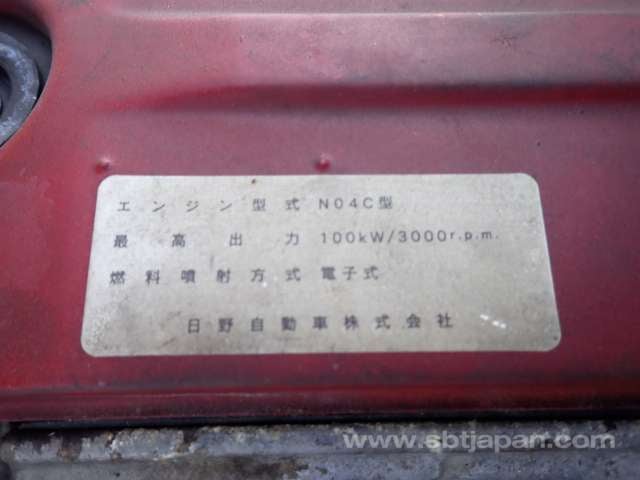 エンジン型式 N04C型
最高出力 100kW/3000r.p.m.
燃料噴射方式 電子式
日野自動車株式会社
www.sbtjapan.com/